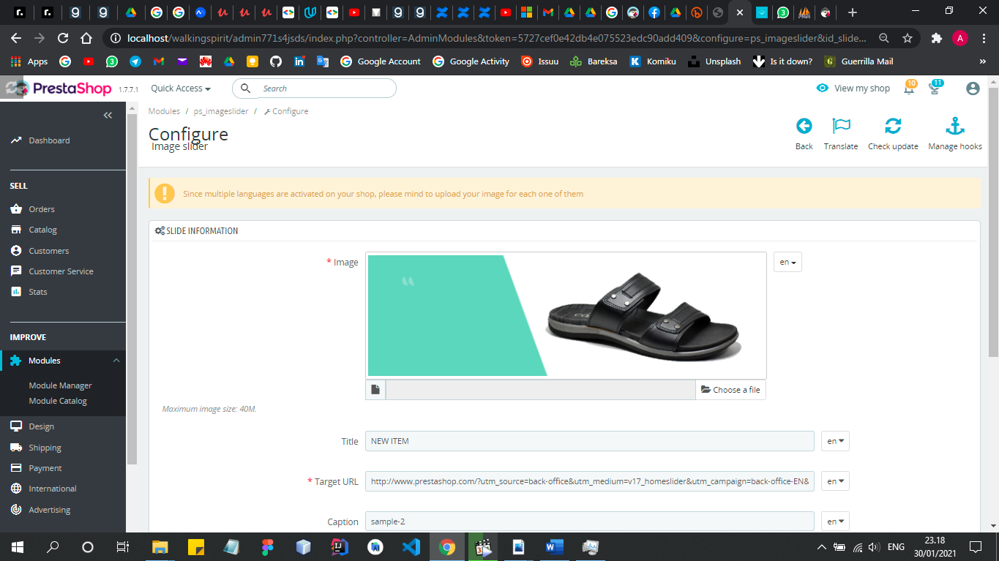 localhost/walkingspirit/admin771s4jsds/index.php?controller=AdminModules&token=5727cef0e42db4e075523edc90add409&configure=ps_imageslider&id_slide...
A
Apps
3
Google Account
Google Activity
Issuu
Bareksa
Komiku
Unsplash
Is it down?
Guerrilla Mail
»
PrestaShop 1.7.7.1
Quick Access
Search
View my shop
10
11
Modules / ps_imageslider / Configure
Configure
Image slider
Back
Translate
Check update
Manage hooks
Dashboard
SELL
Orders
Catalog
Customers
Customer Service
Stats
IMPROVE
Modules
Module Manager
Module Catalog
Design
Shipping
Payment
International
Advertising
Since multiple languages are activated on your shop, please mind to upload your image for each one of them
SLIDE INFORMATION
* Image
en
Choose a file
Maximum image size: 40M.
Title
NEW ITEM
en
* Target URL
http://www.prestashop.com/?utm_source=back-office&utm_medium=v17_homeslider&utm_campaign=back-office-EN&
en
Caption
sample-2
en
ENG
23.18
30/01/2021